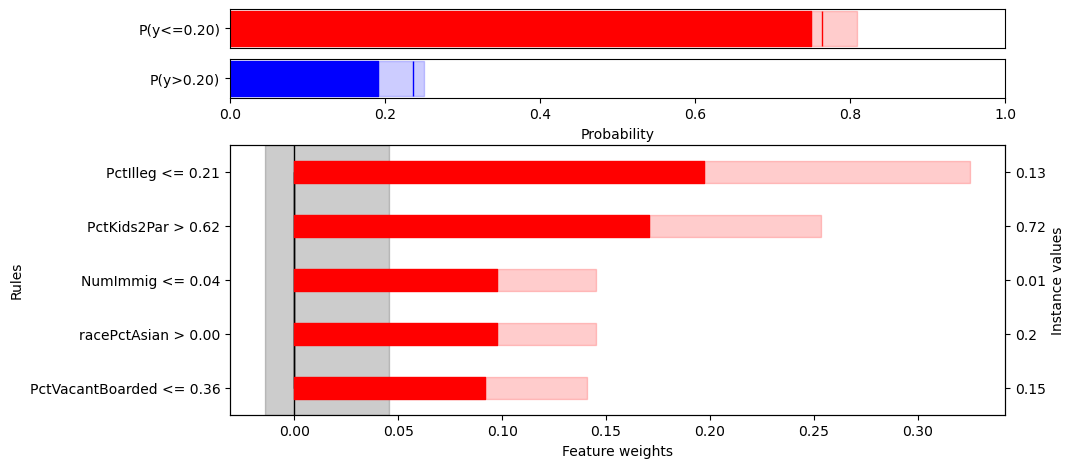 P(y<=0.20)
P(y>0.20)
0.0 0.2 0.4 0.6 0.8 1.0
Probability
PctIlleg <= 0.21 0.13
PctKids2Par > 0.62 0.72
NumImmig <= 0.04 0.01
racePctAsian > 0.00 0.2
PctVacantBoarded <= 0.36 0.15
Rules
Instance values
0.00 0.05 0.10 0.15 0.20 0.25 0.30
Feature weights